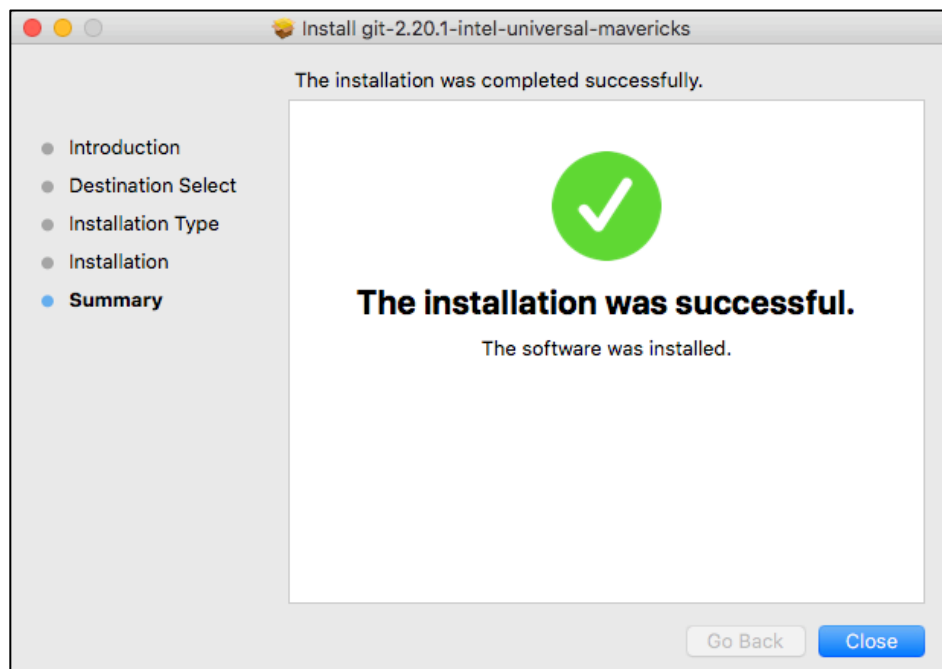 Install git-2.20.1-intel-universal-mavericks
The installation was completed successfully.
Introduction
Destination Select
Installation Type
Installation
Summary
The installation was successful.
The software was installed.
Go Back
Close